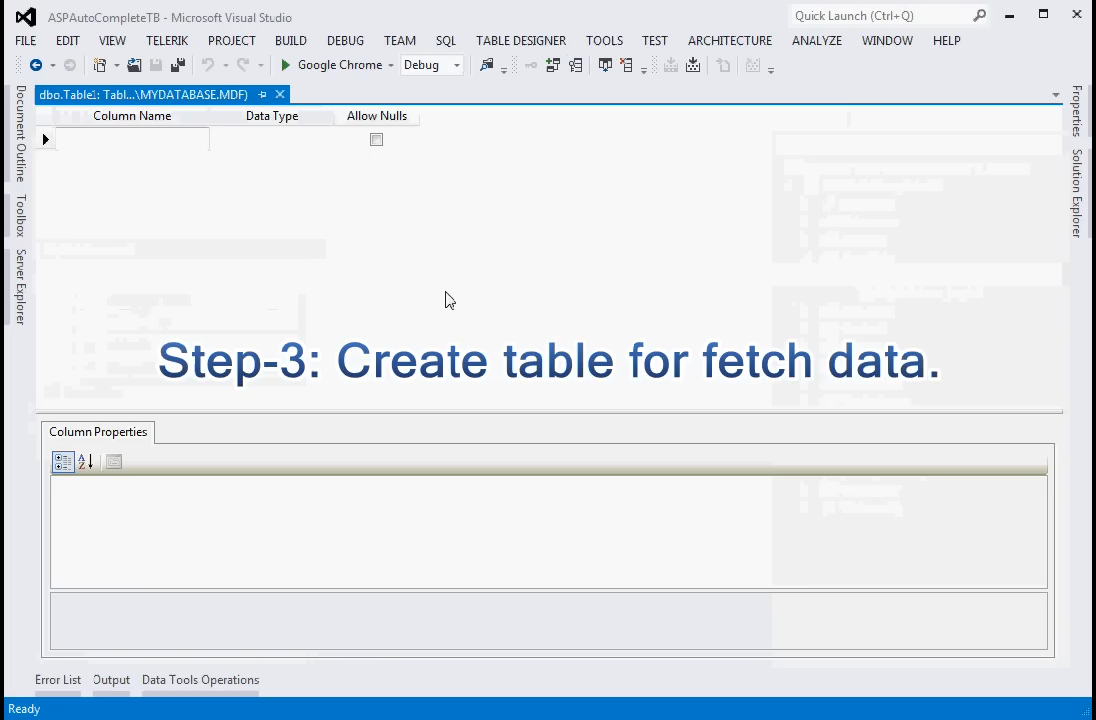 ASPAutoCompleteTB - Microsoft Visual Studio
Quick Launch (Ctrl+Q)
FILE EDIT VIEW TELERIK PROJECT BUILD DEBUG TEAM SQL TABLE DESIGNER TOOLS TEST ARCHITECTURE ANALYZE WINDOW HELP
Google Chrome Debug
dbo.Table1: Tabl...\MYDATABASE.MDF)
Column Name Data Type Allow Nulls
Document Outline
Toolbox
Server Explorer
Properties
Solution Explorer
Step-3: Create table for fetch data.
Column Properties
Error List Output Data Tools Operations
Ready